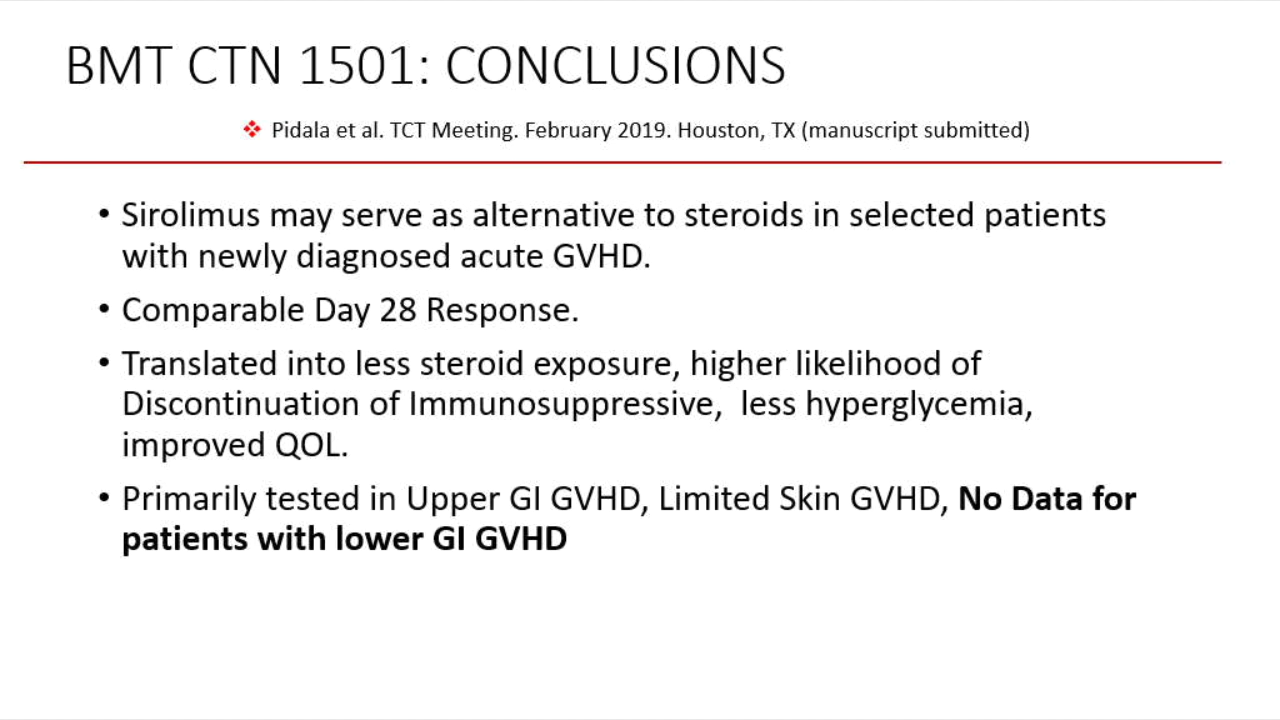 BMT CTN 1501: CONCLUSIONS
❖ Pidala et al. TCT Meeting. February 2019. Houston, TX (manuscript submitted)
• Sirolimus may serve as alternative to steroids in selected patients
with newly diagnosed acute GVHD.
• Comparable Day 28 Response.
• Translated into less steroid exposure, higher likelihood of
Discontinuation of Immunosuppressive,  less hyperglycemia,
improved QOL.
• Primarily tested in Upper GI GVHD, Limited Skin GVHD, No Data for
patients with lower GI GVHD